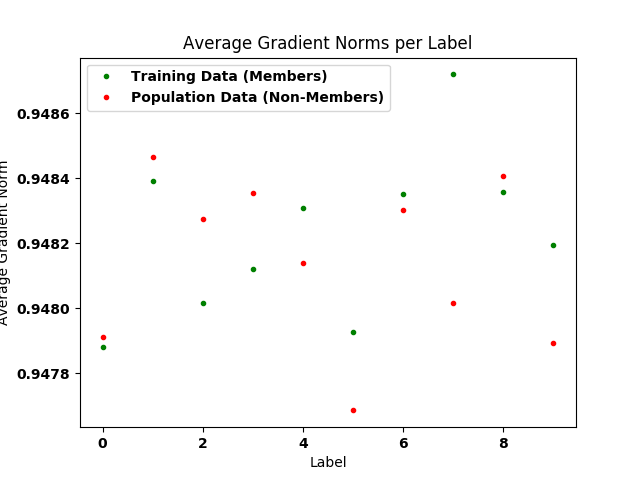 Average Gradient Norms per Label
Training Data (Members)
Population Data (Non-Members)
0.9486
0.9484
0.9482
0.9480
0.9478
Average Gradient Norm
0
2
4
6
8
Label